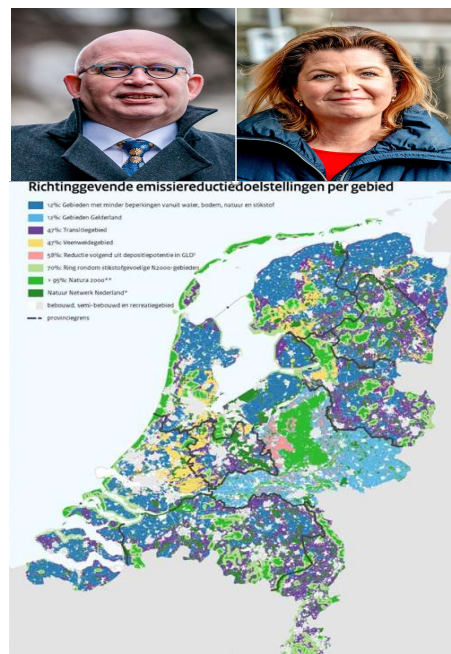 Richtinggevende emissiereductiedoelstellingen per gebied
12%: Gebieden met minder beperkingen vanuit water, bodem, natuur en stikstof
12%: Gebieden Gelderland
47%: Transitiegebied
47%: Veenweidegebied
58%: Reductie volgend uit depositiepotentie in GLD¹
70%: Ring rondom stikstofgevoelige N2000-gebieden
> 95%: Natura 2000**
Natuur Netwerk Nederland*
bebouwd, semi-bebouwd en recreatiegebied
provinciegrens